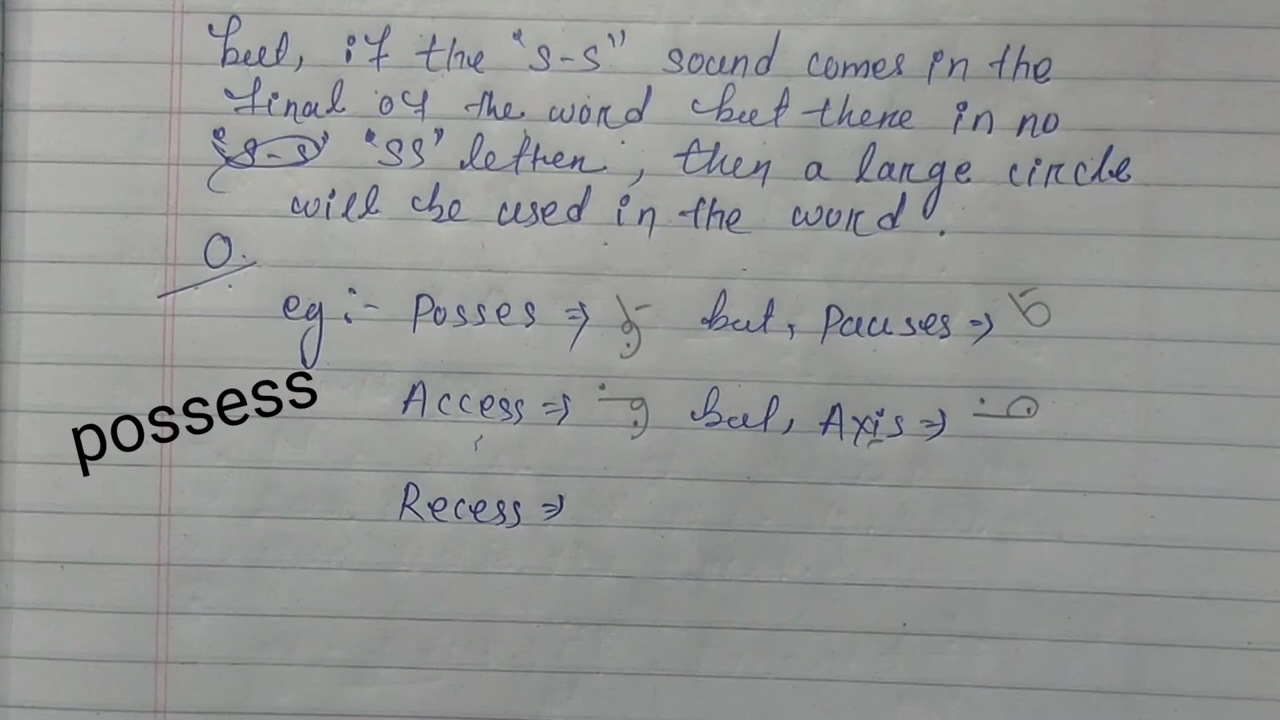 but, if the "s-s" sound comes in the
final of the word but there in no
"ss" letter, then a large circle
will be used in the word.
O.
eg :- Posses ⇒ but, Pauses ⇒
possess
Access ⇒ but, Axis ⇒
Recess ⇒